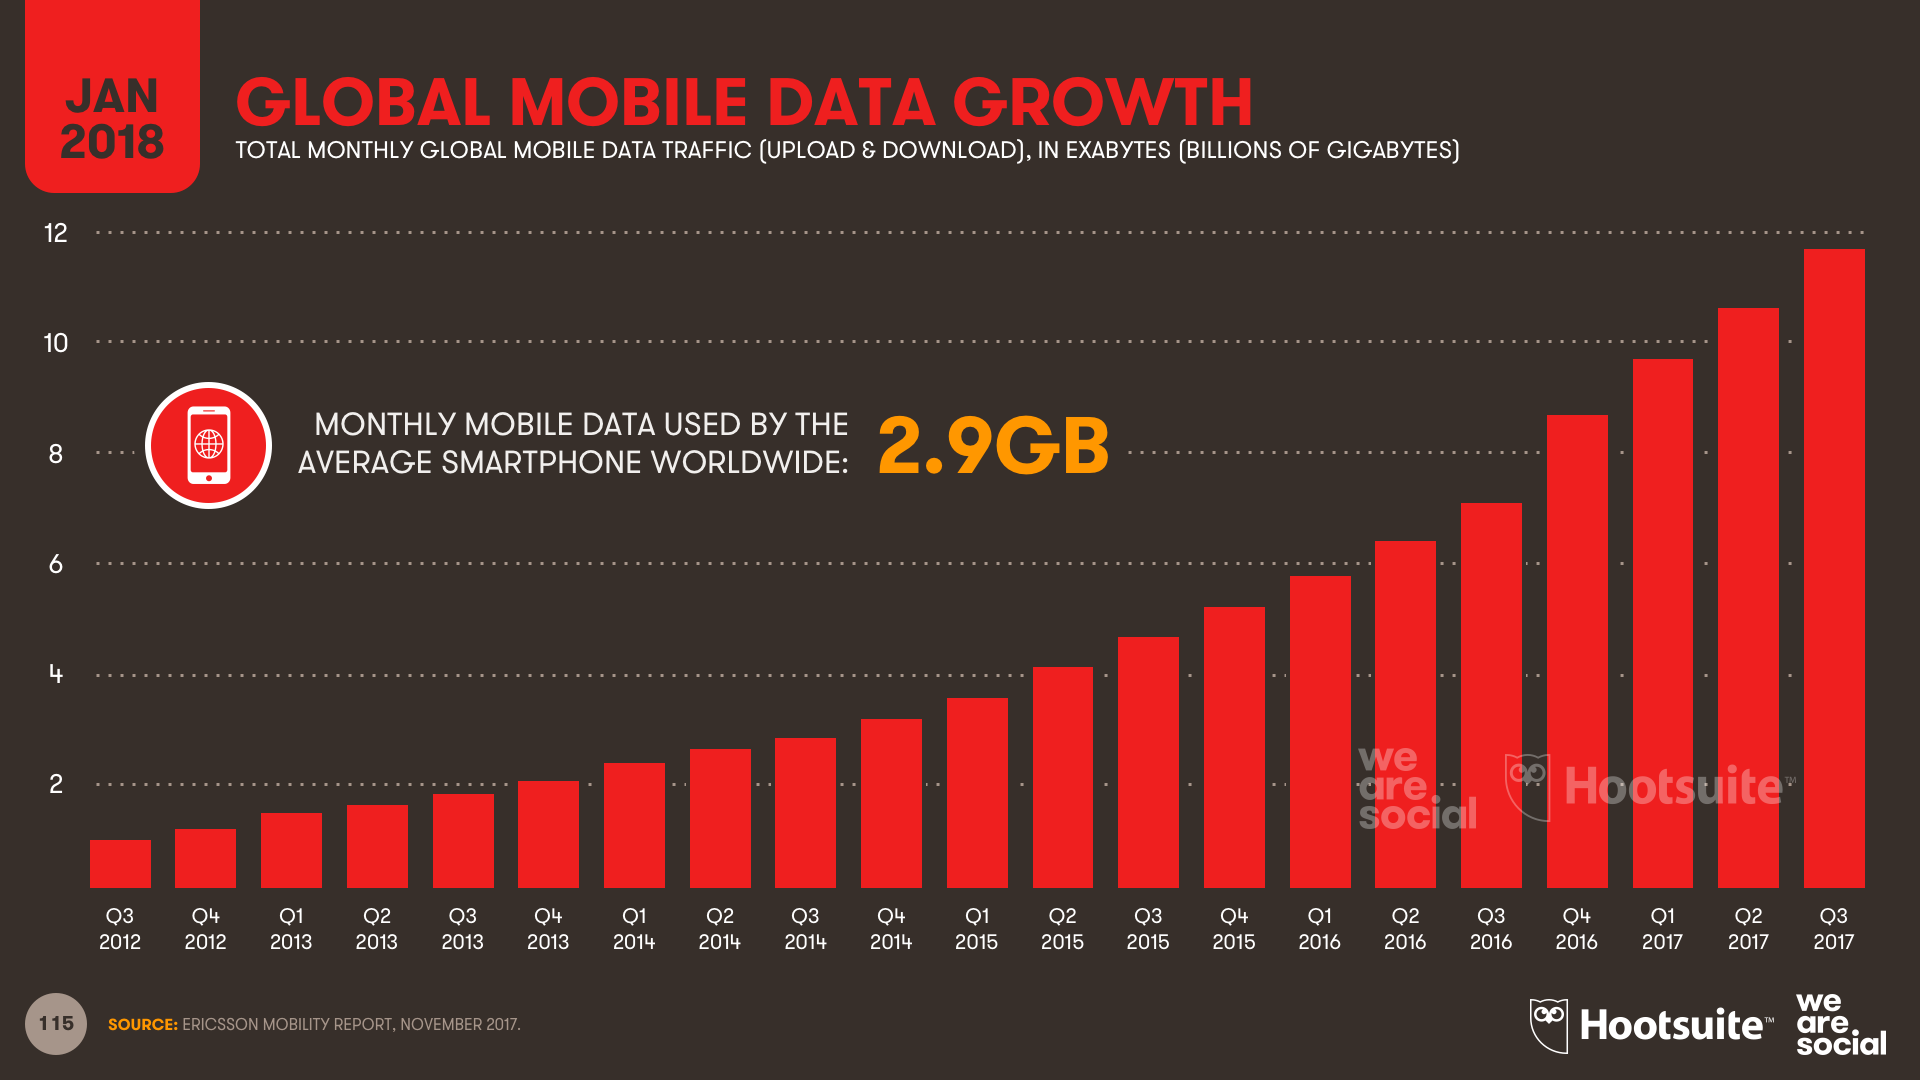 JAN
2018
GLOBAL MOBILE DATA GROWTH
TOTAL MONTHLY GLOBAL MOBILE DATA TRAFFIC (UPLOAD & DOWNLOAD), IN EXABYTES (BILLIONS OF GIGABYTES)
12
10
8
6
4
2
MONTHLY MOBILE DATA USED BY THE
AVERAGE SMARTPHONE WORLDWIDE:
2.9GB
we
are
social
Hootsuite™
Q3 Q4 Q1 Q2 Q3 Q4 Q1 Q2 Q3 Q4 Q1 Q2 Q3 Q4 Q1 Q2 Q3 Q4 Q1 Q2 Q3
2012 2012 2013 2013 2013 2013 2014 2014 2014 2014 2015 2015 2015 2015 2016 2016 2016 2016 2017 2017 2017
115
SOURCE: ERICSSON MOBILITY REPORT, NOVEMBER 2017.
Hootsuite™
we
are.
social